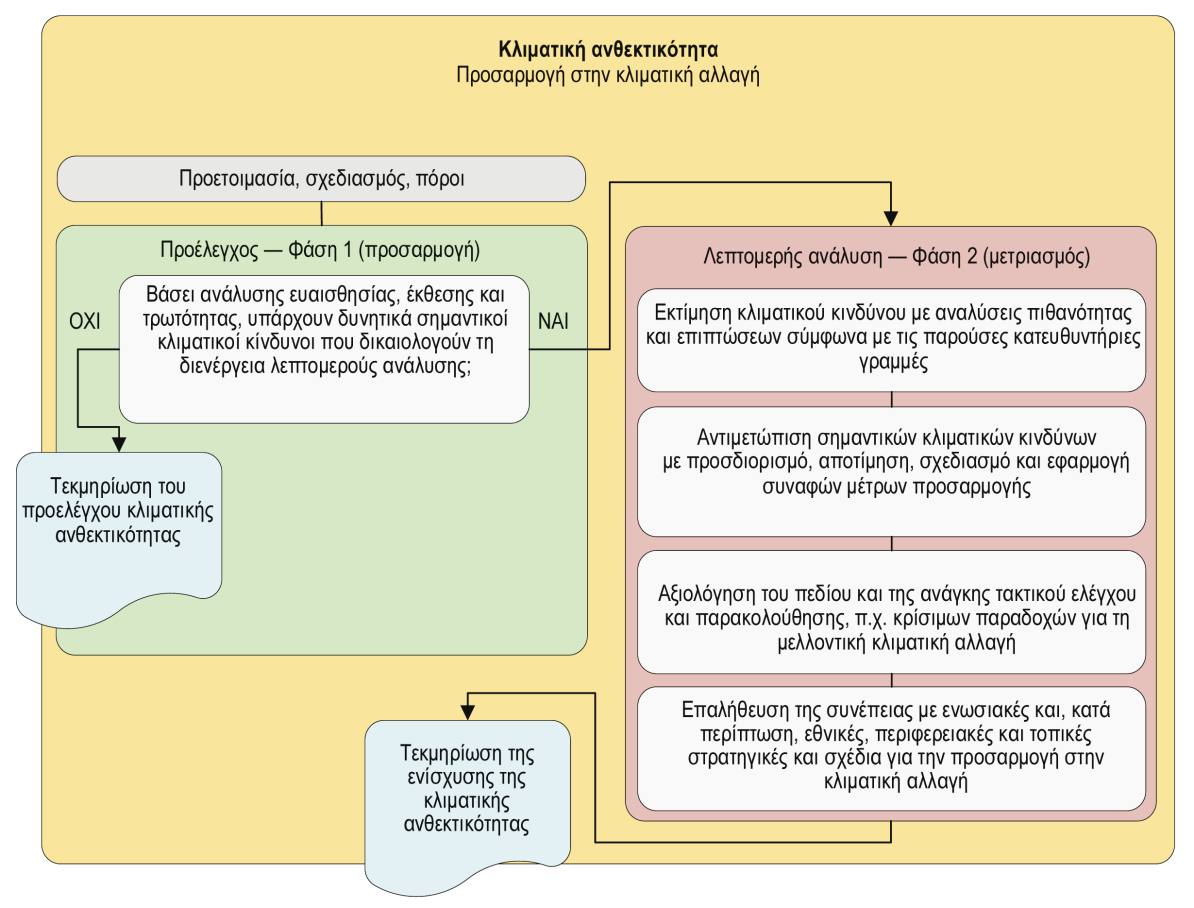 Κλιματική ανθεκτικότητα
Προσαρμογή στην κλιματική αλλαγή
Προετοιμασία, σχεδιασμός, πόροι
Προέλεγχος — Φάση 1 (προσαρμογή)
ΟΧΙ
Βάσει ανάλυσης ευαισθησίας, έκθεσης και
τρωτότητας, υπάρχουν δυνητικά σημαντικοί
κλιματικοί κίνδυνοι που δικαιολογούν τη
διενέργεια λεπτομερούς ανάλυσης;
ΝΑΙ
Τεκμηρίωση του
προελέγχου κλιματικής
ανθεκτικότητας
Λεπτομερής ανάλυση — Φάση 2 (μετριασμός)
Εκτίμηση κλιματικού κινδύνου με αναλύσεις πιθανότητας
και επιπτώσεων σύμφωνα με τις παρούσες κατευθυντήριες
γραμμές
Αντιμετώπιση σημαντικών κλιματικών κινδύνων
με προσδιορισμό, αποτίμηση, σχεδιασμό και εφαρμογή
συναφών μέτρων προσαρμογής
Αξιολόγηση του πεδίου και της ανάγκης τακτικού ελέγχου
και παρακολούθησης, π.χ. κρίσιμων παραδοχών για τη
μελλοντική κλιματική αλλαγή
Επαλήθευση της συνέπειας με ενωσιακές και, κατά
περίπτωση, εθνικές, περιφερειακές και τοπικές
στρατηγικές και σχέδια για την προσαρμογή στην
κλιματική αλλαγή
Τεκμηρίωση της
ενίσχυσης της
κλιματικής
ανθεκτικότητας